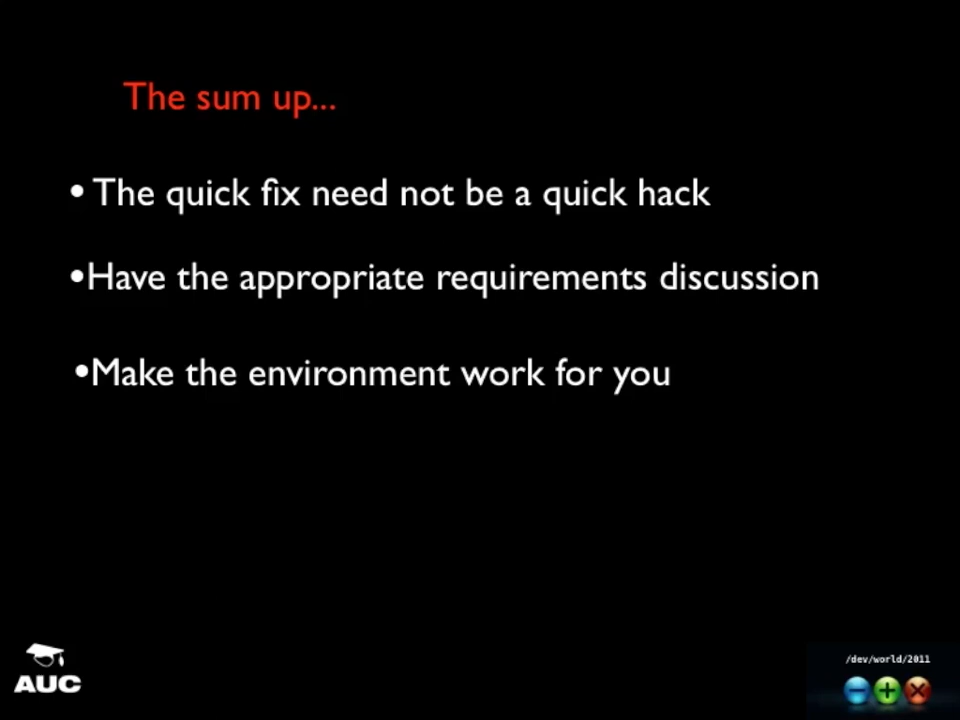 The sum up...
• The quick fix need not be a quick hack
•Have the appropriate requirements discussion
•Make the environment work for you
AUC
/dev/world/2011